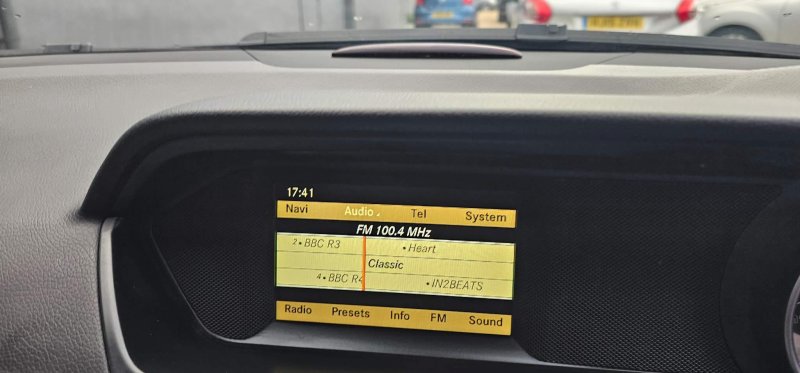 17:41
Navi Audio Tel System
FM 100.4 MHz
2•BBC R3 •Heart
Classic
4•BBC R4 •IN2BEATS
Radio Presets Info FM Sound